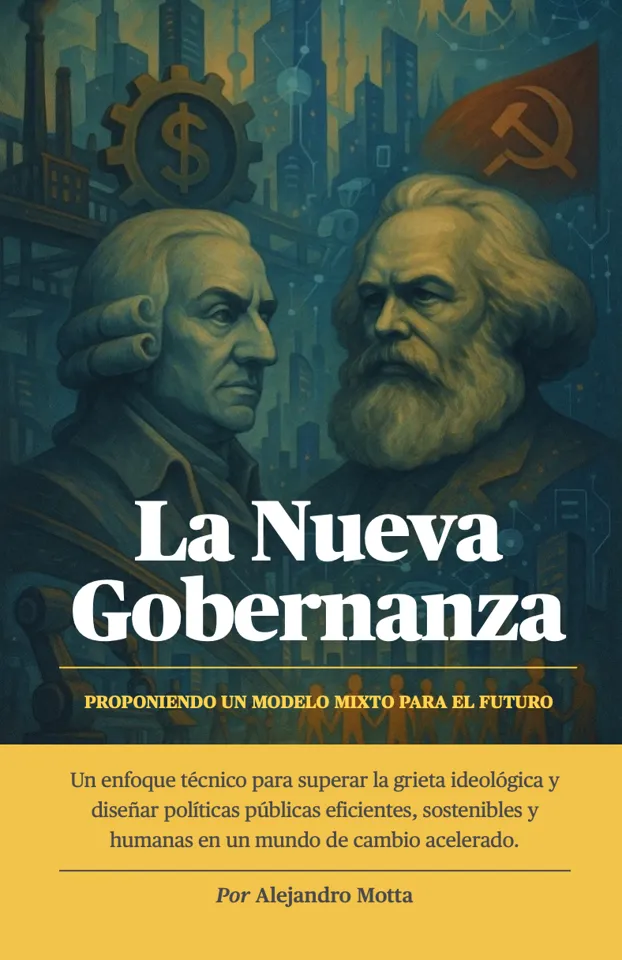 $
La Nueva
Gobernanza
PROPONIENDO UN MODELO MIXTO PARA EL FUTURO
Un enfoque técnico para superar la grieta ideológica y
diseñar políticas públicas eficientes, sostenibles y
humanas en un mundo de cambio acelerado.
Por Alejandro Motta